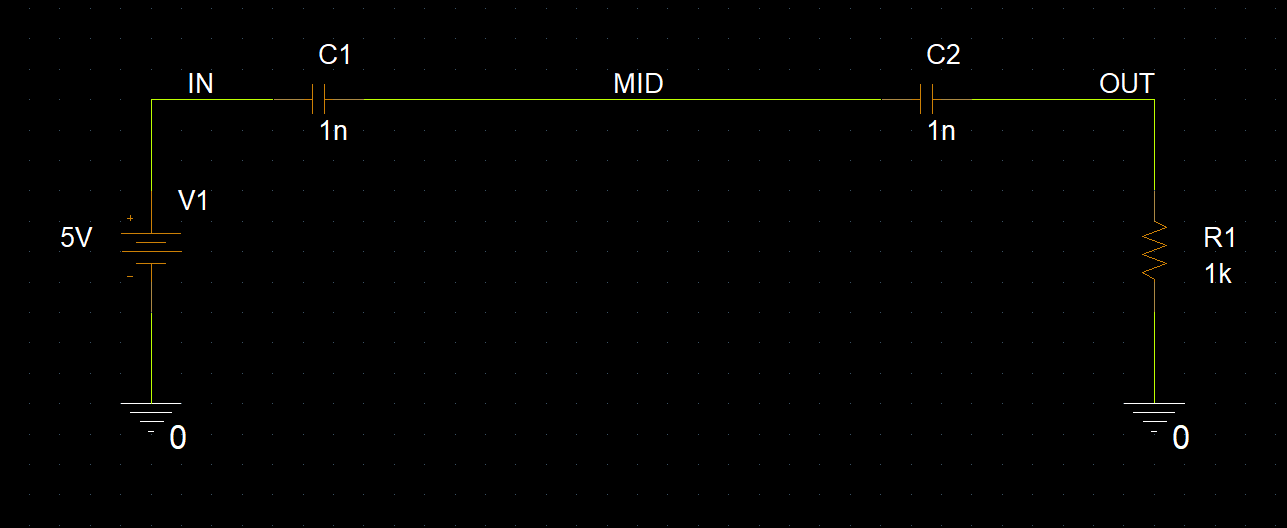 C1
C2
IN
MID
OUT
1n
1n
V1
+
5V
-
R1
1k
0
0